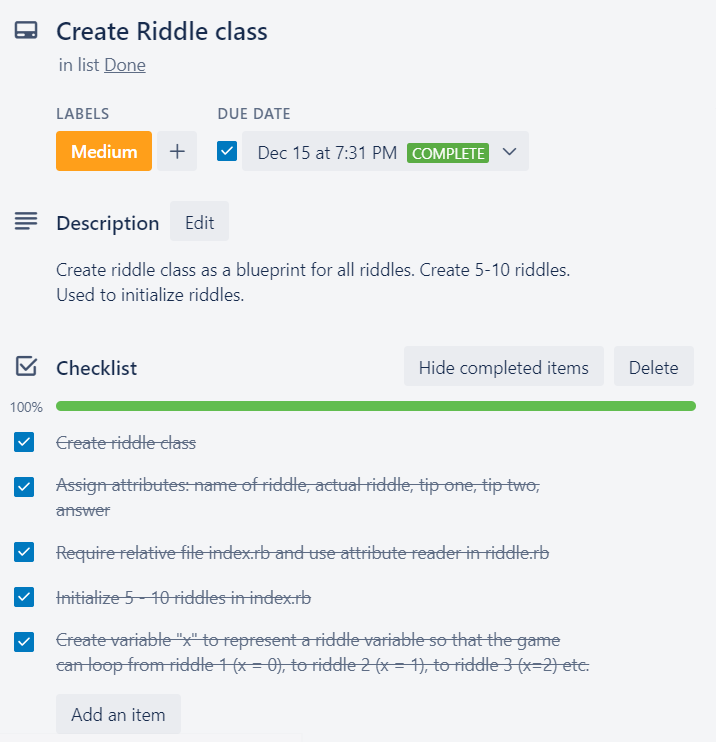 Create Riddle class
in list Done
LABELS
DUE DATE
Medium
+
Dec 15 at 7:31 PM COMPLETE
Description
Edit
Create riddle class as a blueprint for all riddles. Create 5-10 riddles.
Used to initialize riddles.
Checklist
Hide completed items
Delete
100%
Create riddle class
Assign attributes: name of riddle, actual riddle, tip one, tip two,
answer
Require relative file index.rb and use attribute reader in riddle.rb
Initialize 5 - 10 riddles in index.rb
Create variable "x" to represent a riddle variable so that the game
can loop from riddle 1 (x = 0), to riddle 2 (x = 1), to riddle 3 (x=2) etc.
Add an item